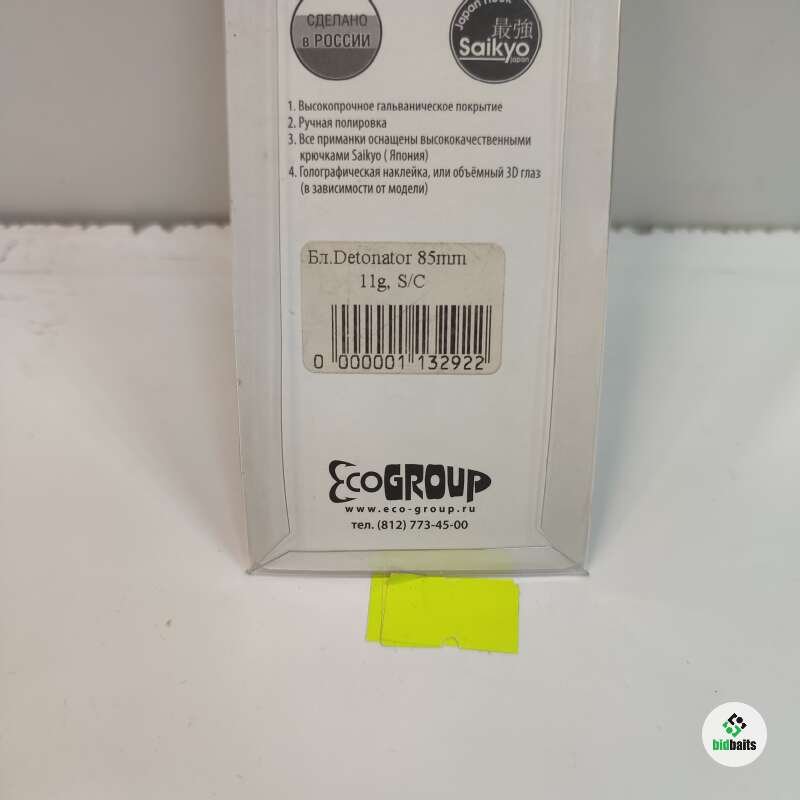 СДЕЛАНО
в РОССИИ
Japan Hook
最強
Saikyo
Japan
1. Высокопрочное гальваническое покрытие
2. Ручная полировка
3. Все приманки оснащены высококачественными
крючками Saikyo ( Япония)
4. Голографическая наклейка, или объёмный 3D глаз
(в зависимости от модели)
Бл.Detonator 85mm
11g, S/C
0 000001 132922
ECOGROUP
www.eco-group.ru
тел. (812) 773-45-00
bidbaits